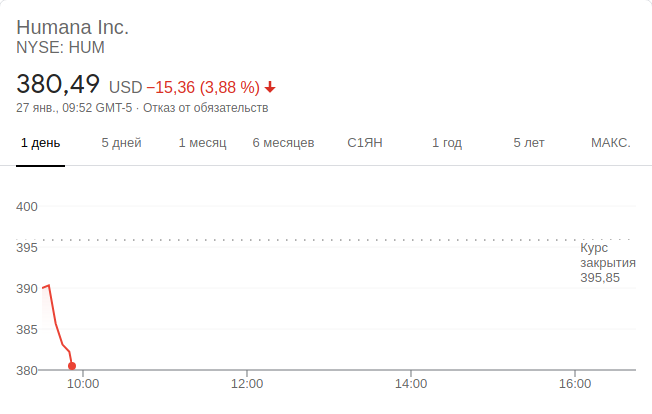 Humana Inc.
NYSE: HUM
380,49 USD −15,36 (3,88 %)
27 янв., 09:52 GMT-5 · Отказ от обязательств
1 день 5 дней 1 месяц 6 месяцев С1ЯН 1 год 5 лет МАКС.
400
395
Курс
закрытия
395,85
390
385
380
10:00 12:00 14:00 16:00